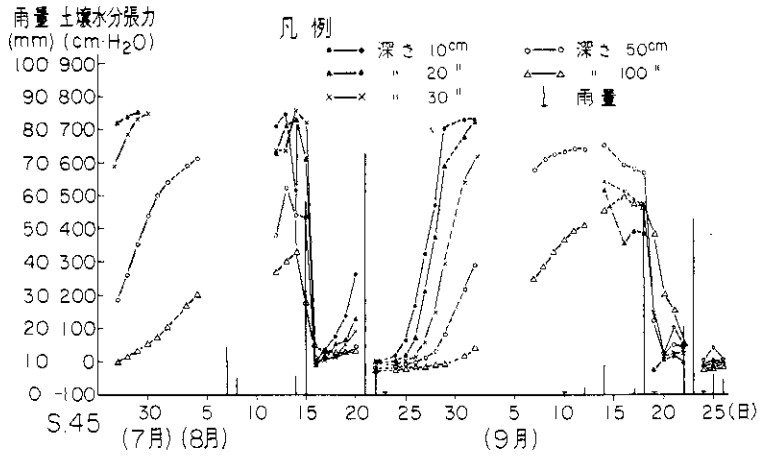 雨量 土壌水分張力
(mm) (cm·H₂O)
凡例
深さ 10cm
深さ 50cm
〃 20 〃
〃 100 〃
〃 30 〃
雨量
100 900
90 800
80 700
70 600
60 500
50 400
40 300
30 200
20 100
10 0
0 -100
30 5 10 15 20 25 30 5 10 15 20 25 (日)
S.45
(7月) (8月) (9月)